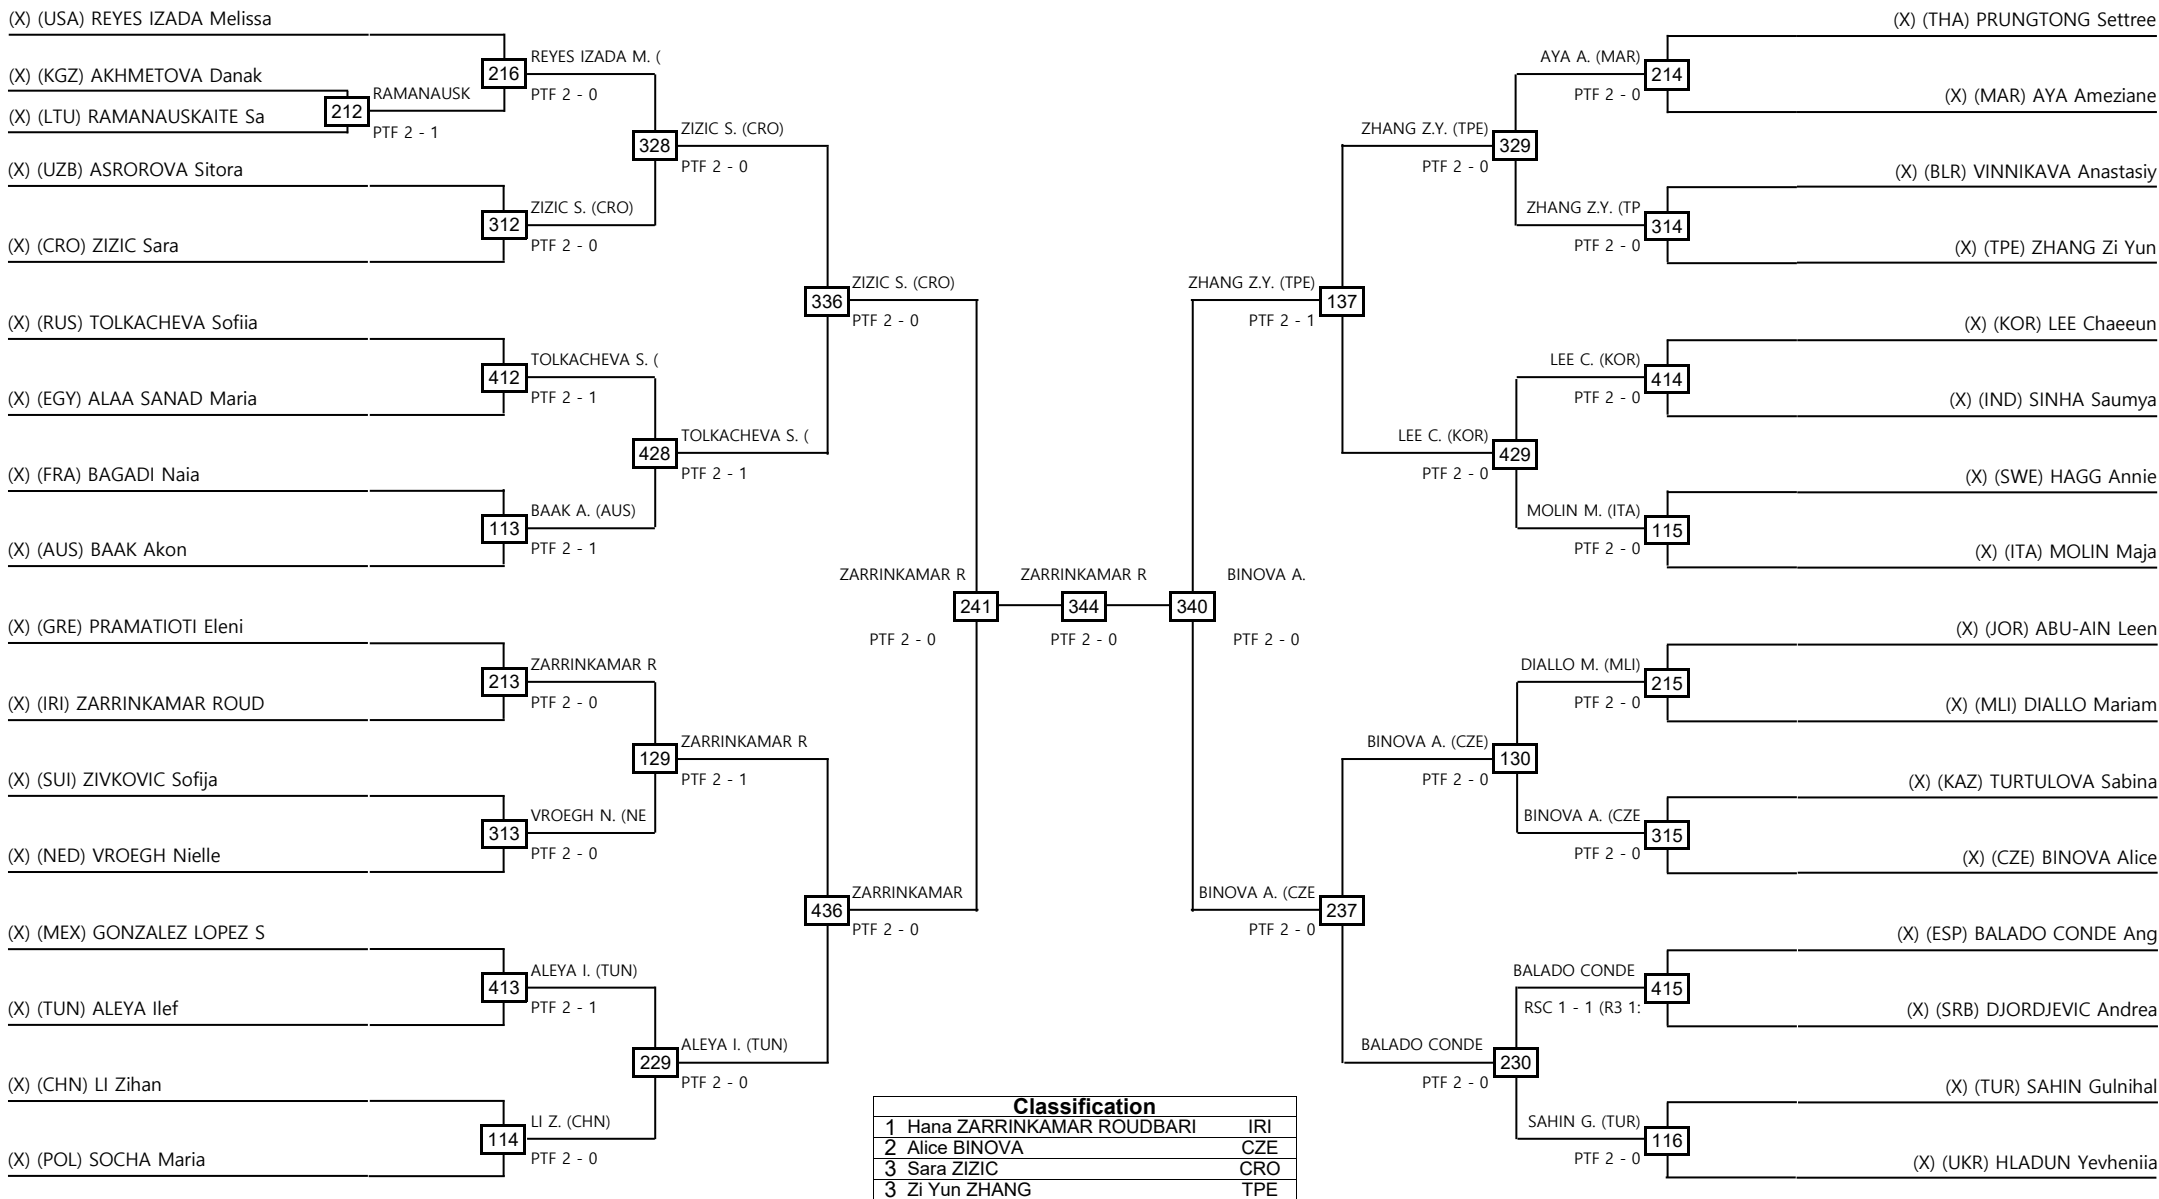 (X) (USA) REYES IZADA Melissa
(X) (KGZ) AKHMETOVA Danak
(X) (LTU) RAMANAUSKAITE Sa
(X) (UZB) ASROROVA Sitora
(X) (CRO) ZIZIC Sara
(X) (RUS) TOLKACHEVA Sofiia
(X) (EGY) ALAA SANAD Maria
(X) (FRA) BAGADI Naia
(X) (AUS) BAAK Akon
(X) (GRE) PRAMATIOTI Eleni
(X) (IRI) ZARRINKAMAR ROUD
(X) (SUI) ZIVKOVIC Sofija
(X) (NED) VROEGH Nielle
(X) (MEX) GONZALEZ LOPEZ S
(X) (TUN) ALEYA Ilef
(X) (CHN) LI Zihan
(X) (POL) SOCHA Maria
212
RAMANAUSK
PTF 2 - 1
216
REYES IZADA M. (
PTF 2 - 0
312
ZIZIC S. (CRO)
PTF 2 - 0
412
TOLKACHEVA S. (
PTF 2 - 1
113
BAAK A. (AUS)
PTF 2 - 1
213
ZARRINKAMAR R
PTF 2 - 0
313
VROEGH N. (NE
PTF 2 - 0
413
ALEYA I. (TUN)
PTF 2 - 1
114
LI Z. (CHN)
PTF 2 - 0
328
ZIZIC S. (CRO)
PTF 2 - 0
428
TOLKACHEVA S. (
PTF 2 - 1
129
ZARRINKAMAR R
PTF 2 - 1
229
ALEYA I. (TUN)
PTF 2 - 0
336
ZIZIC S. (CRO)
PTF 2 - 0
436
ZARRINKAMAR
PTF 2 - 0
ZARRINKAMAR R
241
PTF 2 - 0
ZARRINKAMAR R
344
PTF 2 - 0
BINOVA A.
340
PTF 2 - 0
ZHANG Z.Y. (TPE)
137
PTF 2 - 1
BINOVA A. (CZE
237
PTF 2 - 0
ZHANG Z.Y. (TPE)
329
PTF 2 - 0
LEE C. (KOR)
429
PTF 2 - 0
BINOVA A. (CZE)
130
PTF 2 - 0
BALADO CONDE
230
PTF 2 - 0
AYA A. (MAR)
214
PTF 2 - 0
ZHANG Z.Y. (TP
314
PTF 2 - 0
LEE C. (KOR)
414
PTF 2 - 0
MOLIN M. (ITA)
115
PTF 2 - 0
DIALLO M. (MLI)
215
PTF 2 - 0
BINOVA A. (CZE
315
PTF 2 - 0
BALADO CONDE
415
RSC 1 - 1 (R3 1:
SAHIN G. (TUR)
116
PTF 2 - 0
(X) (THA) PRUNGTONG Settree
(X) (MAR) AYA Ameziane
(X) (BLR) VINNIKAVA Anastasiy
(X) (TPE) ZHANG Zi Yun
(X) (KOR) LEE Chaeeun
(X) (IND) SINHA Saumya
(X) (SWE) HAGG Annie
(X) (ITA) MOLIN Maja
(X) (JOR) ABU-AIN Leen
(X) (MLI) DIALLO Mariam
(X) (KAZ) TURTULOVA Sabina
(X) (CZE) BINOVA Alice
(X) (ESP) BALADO CONDE Ang
(X) (SRB) DJORDJEVIC Andrea
(X) (TUR) SAHIN Gulnihal
(X) (UKR) HLADUN Yevheniia
Classification
1 Hana ZARRINKAMAR ROUDBARI IRI
2 Alice BINOVA CZE
3 Sara ZIZIC CRO
3 Zi Yun ZHANG TPE